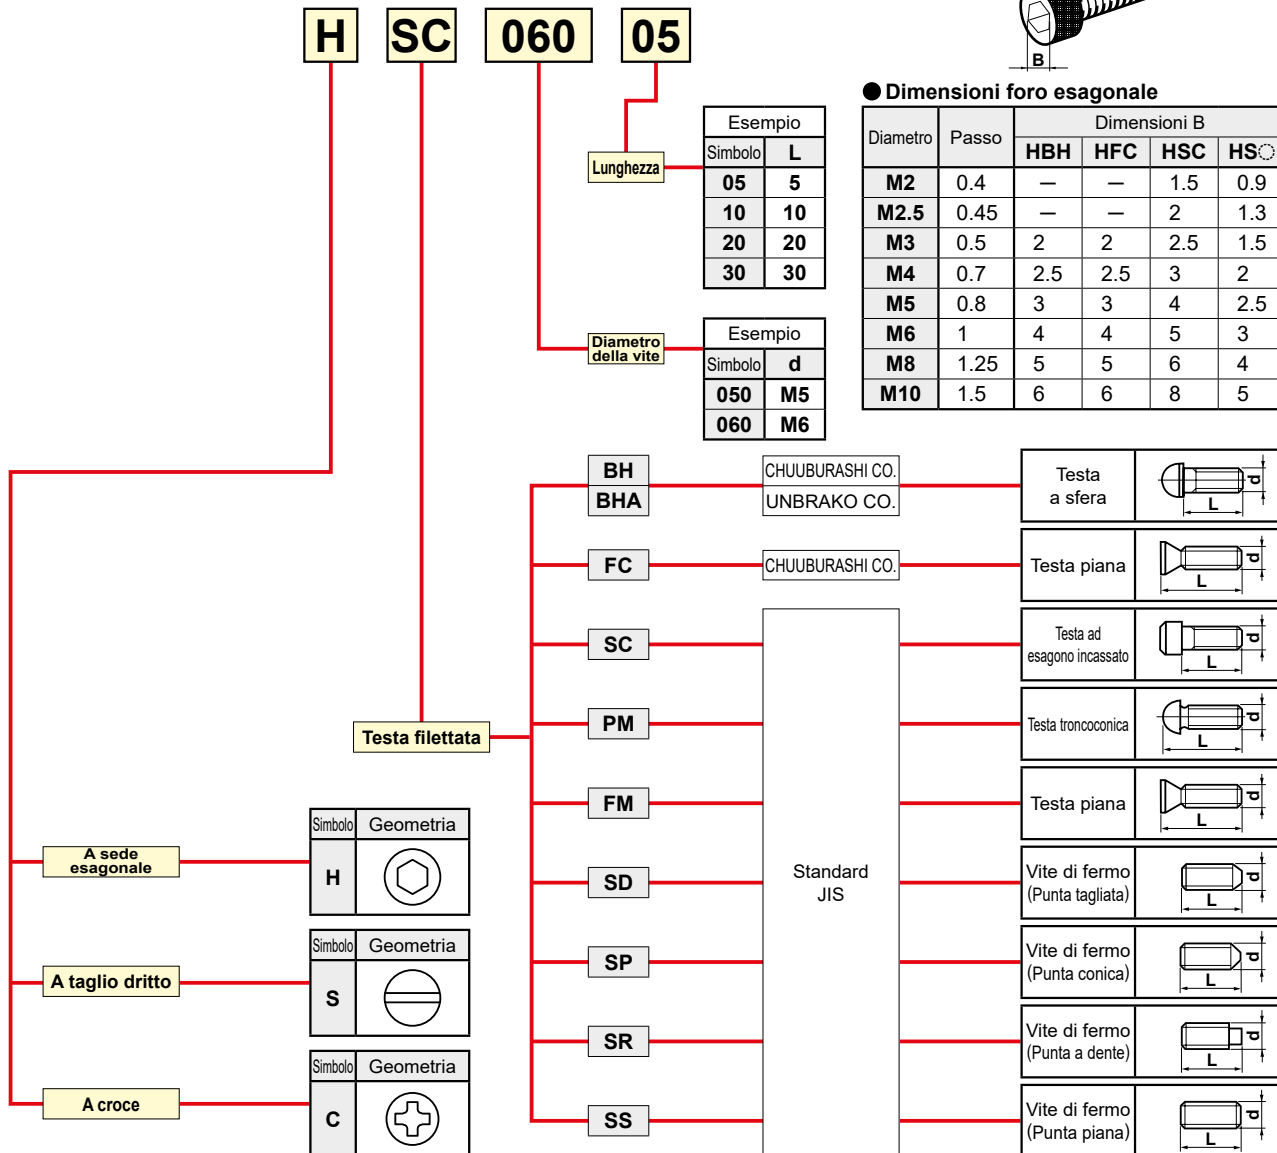 H SC 060 05
B
● Dimensioni foro esagonale
Diametro Passo Dimensioni B
HBH HFC HSC HS◌
M2 0.4 — — 1.5 0.9
M2.5 0.45 — — 2 1.3
M3 0.5 2 2 2.5 1.5
M4 0.7 2.5 2.5 3 2
M5 0.8 3 3 4 2.5
M6 1 4 4 5 3
M8 1.25 5 5 6 4
M10 1.5 6 6 8 5
Lunghezza
Esempio
Simbolo L
05 5
10 10
20 20
30 30
Diametro
della vite
Esempio
Simbolo d
050 M5
060 M6
Testa filettata
BH CHUUBURASHI CO.
BHA UNBRAKO CO.
Testa
a sfera
d
L
FC CHUUBURASHI CO. Testa piana
d
L
SC
Testa ad
esagono incassato
d
L
PM Testa troncoconica
d
L
FM Testa piana
d
L
Standard
JIS
SD
Vite di fermo
(Punta tagliata)
d
L
SP
Vite di fermo
(Punta conica)
d
L
SR
Vite di fermo
(Punta a dente)
d
L
SS
Vite di fermo
(Punta piana)
d
L
A sede
esagonale
Simbolo Geometria
H
A taglio dritto
Simbolo Geometria
S
A croce
Simbolo Geometria
C